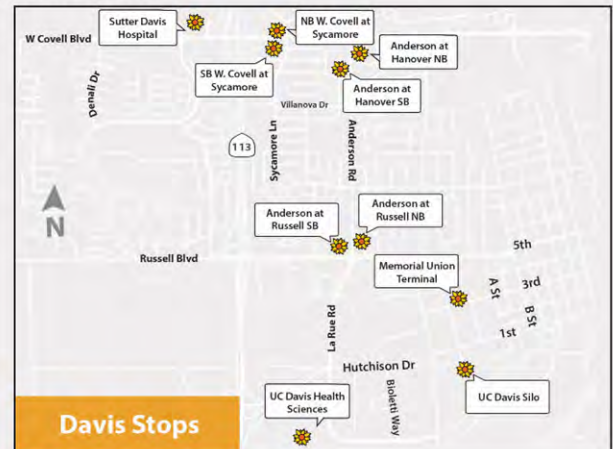 Sutter Davis
Hospital
NB W. Covell at
Sycamore
W Covell Blvd
Anderson at
Hanover NB
SB W. Covell at
Sycamore
Denali Dr
Anderson at
Hanover SB
Villanova Dr
113
Sycamore Ln
Anderson Rd
N
Anderson at
Russell SB
Anderson at
Russell NB
Russell Blvd
5th
Memorial Union
Terminal
A St
3rd
B St
La Rue Rd
1st
Hutchison Dr
Bioletti Way
UC Davis Health
Sciences
UC Davis Silo
Davis Stops